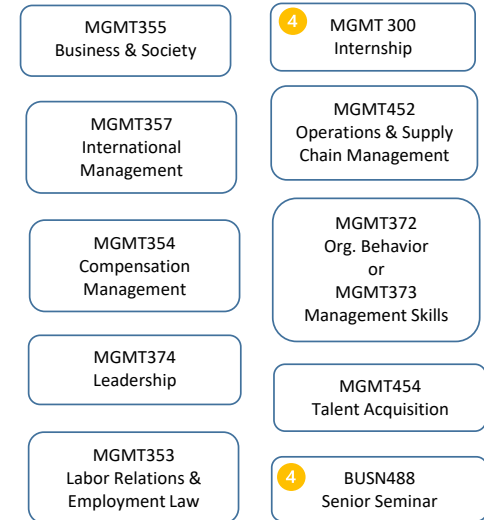 MGMT355
Business & Society
MGMT357
International
Management
MGMT354
Compensation
Management
MGMT374
Leadership
MGMT353
Labor Relations &
Employment Law
4
MGMT 300
Internship
MGMT452
Operations & Supply
Chain Management
MGMT372
Org. Behavior
or
MGMT373
Management Skills
MGMT454
Talent Acquisition
4
BUSN488
Senior Seminar